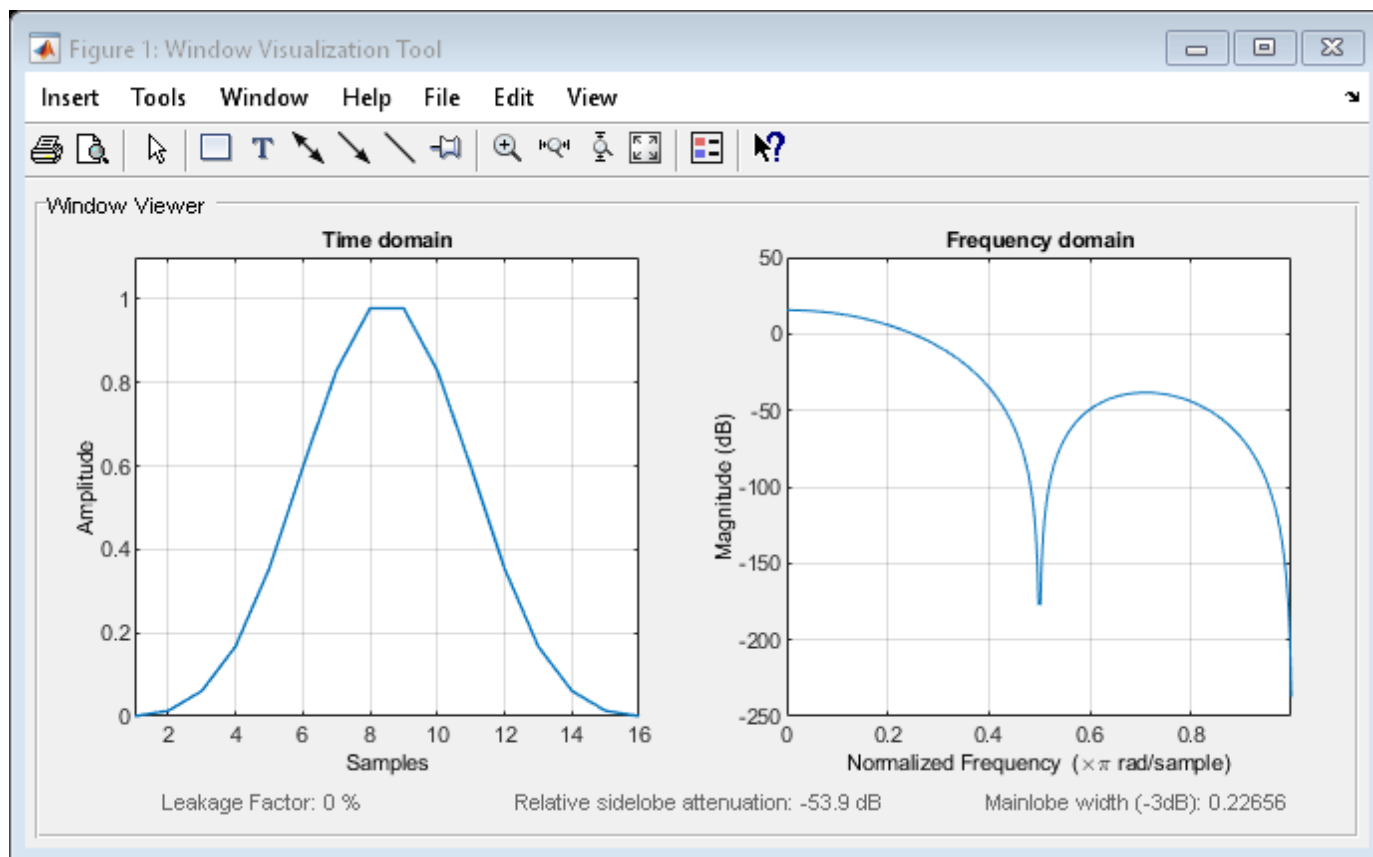 Figure 1: Window Visualization Tool
Insert Tools Window Help File Edit View
T
?
Window Viewer
Time domain
1
0.8
0.6
0.4
0.2
0
2 4 6 8 10 12 14 16
Amplitude
Samples
Frequency domain
50
0
-50
-100
-150
-200
-250
0 0.2 0.4 0.6 0.8
Magnitude (dB)
Normalized Frequency (×π rad/sample)
Leakage Factor: 0 % Relative sidelobe attenuation: -53.9 dB Mainlobe width (-3dB): 0.22656